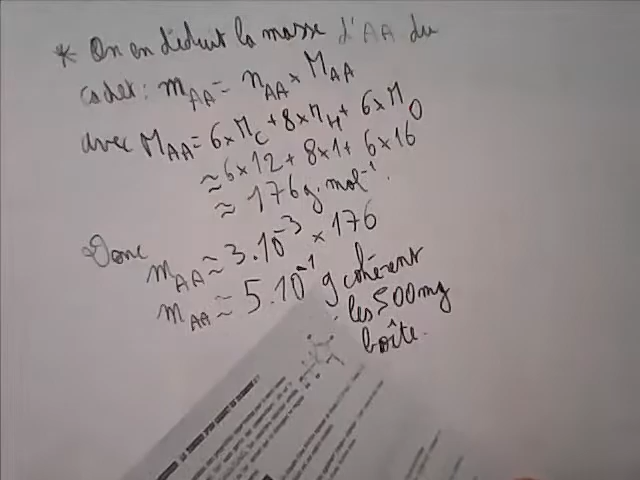 * On en déduit la masse d'AA du
cachet : m_AA = n_AA × M_AA
avec M_AA = 6×M_C + 8×M_H + 6×M_O
≈ 6×12 + 8×1 + 6×16
≈ 176 g.mol⁻¹.
Donc m_AA ≈ 3.10⁻³ × 176
m_AA ≈ 5.10⁻¹ g cohérent
les 500mg
boîte.